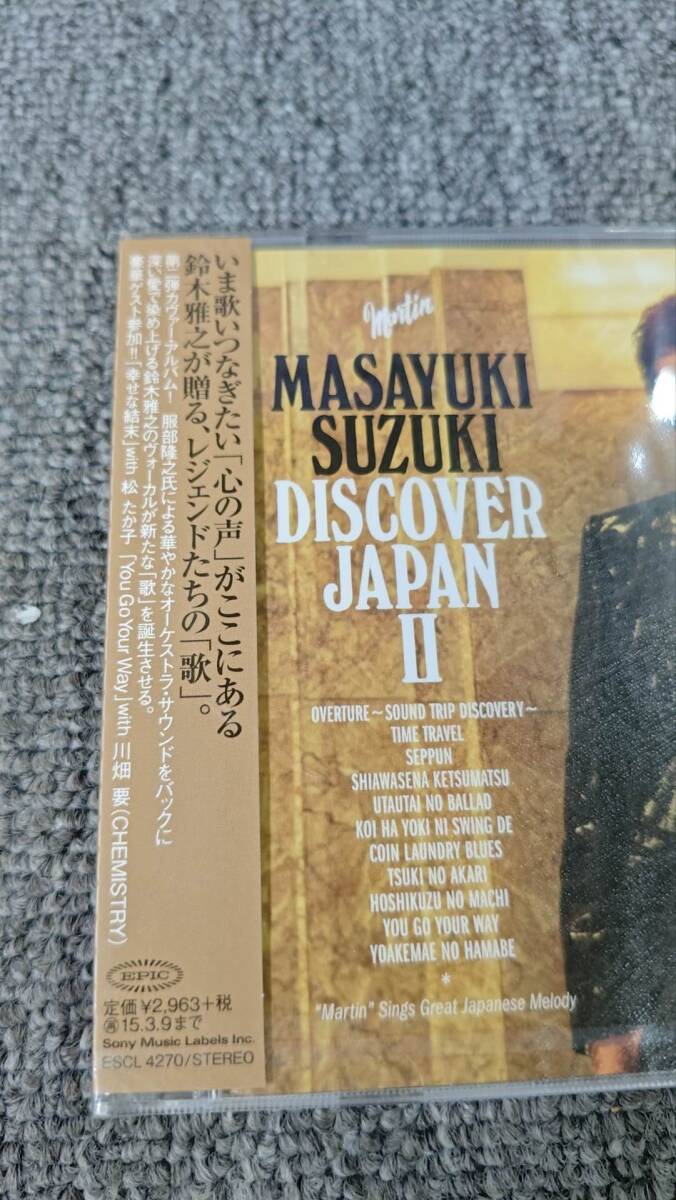 いま歌いつなぎたい「心の声」がここにある
鈴木雅之が贈る、レジェンドたちの「歌」。
第二弾カヴァーアルバム! 服部隆之氏による華やかなオーケストラ・サウンドをバックに
深い愛で染め上げる鈴木雅之のヴォーカルが新たな「歌」を誕生させる。
豪華ゲスト参加!!「幸せな結末」with 松 たか子 「You Go Your Way」with 川畑 要(CHEMISTRY)
EPIC
定価¥2,963+税
再15.3.9まで
Sony Music Labels Inc.
ESCL 4270/STEREO
Martin
MASAYUKI
SUZUKI
DISCOVER
JAPAN
II
OVERTURE~SOUND TRIP DISCOVERY~
TIME TRAVEL
SEPPUN
SHIAWASENA KETSUMATSU
UTAUTAI NO BALLAD
KOI HA YOKI NI SWING DE
COIN LAUNDRY BLUES
TSUKI NO AKARI
HOSHIKUZU NO MACHI
YOU GO YOUR WAY
YOAKEMAE NO HAMABE
*
"Martin" Sings Great Japanese Melody